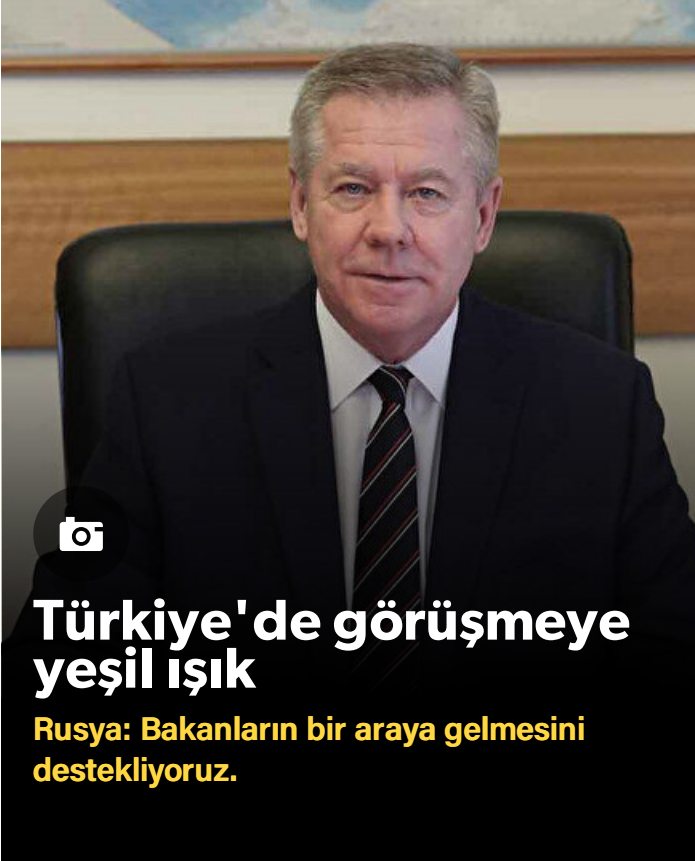 Türkiye'de görüşmeye
yeşil ışık
Rusya: Bakanların bir araya gelmesini
destekliyoruz.